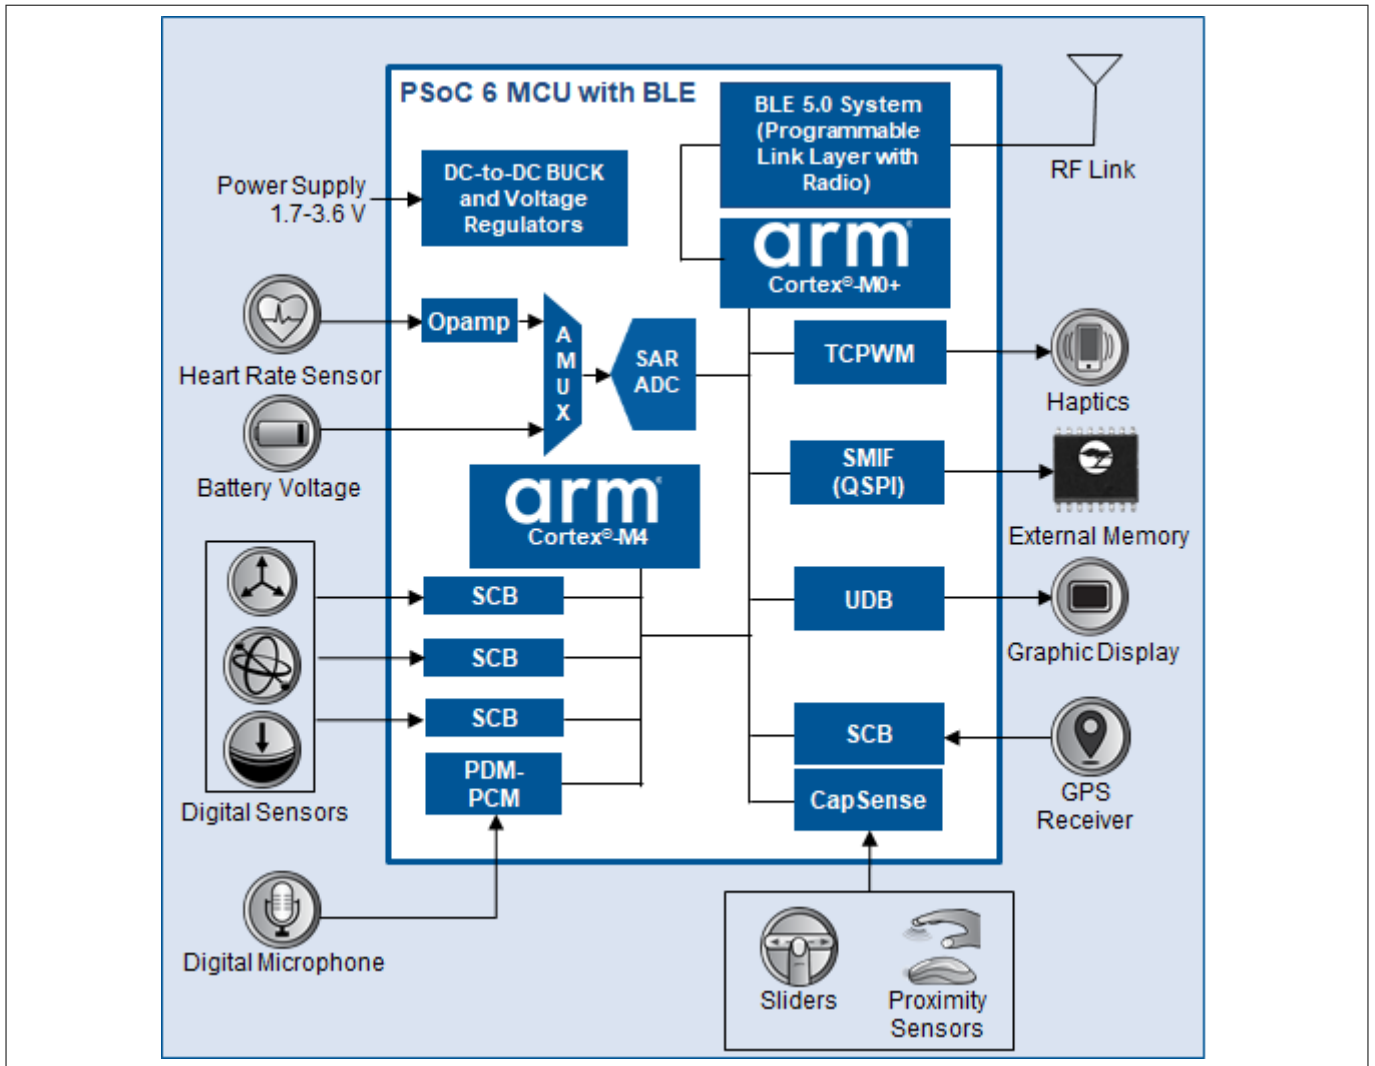 PSoC 6 MCU with BLE
BLE 5.0 System
(Programmable
Link Layer with
Radio)
RF Link
DC-to-DC BUCK
and Voltage
Regulators
Power Supply
1.7-3.6 V
arm
Cortex®-M0+
Heart Rate Sensor
Opamp
A
M
U
X
SAR
ADC
TCPWM
Haptics
Battery Voltage
SMIF
(QSPI)
External Memory
arm®
Cortex®-M4
SCB
SCB
SCB
PDM-
PCM
Digital Sensors
UDB
Graphic Display
SCB
GPS
Receiver
CapSense
Digital Microphone
Sliders
Proximity
Sensors